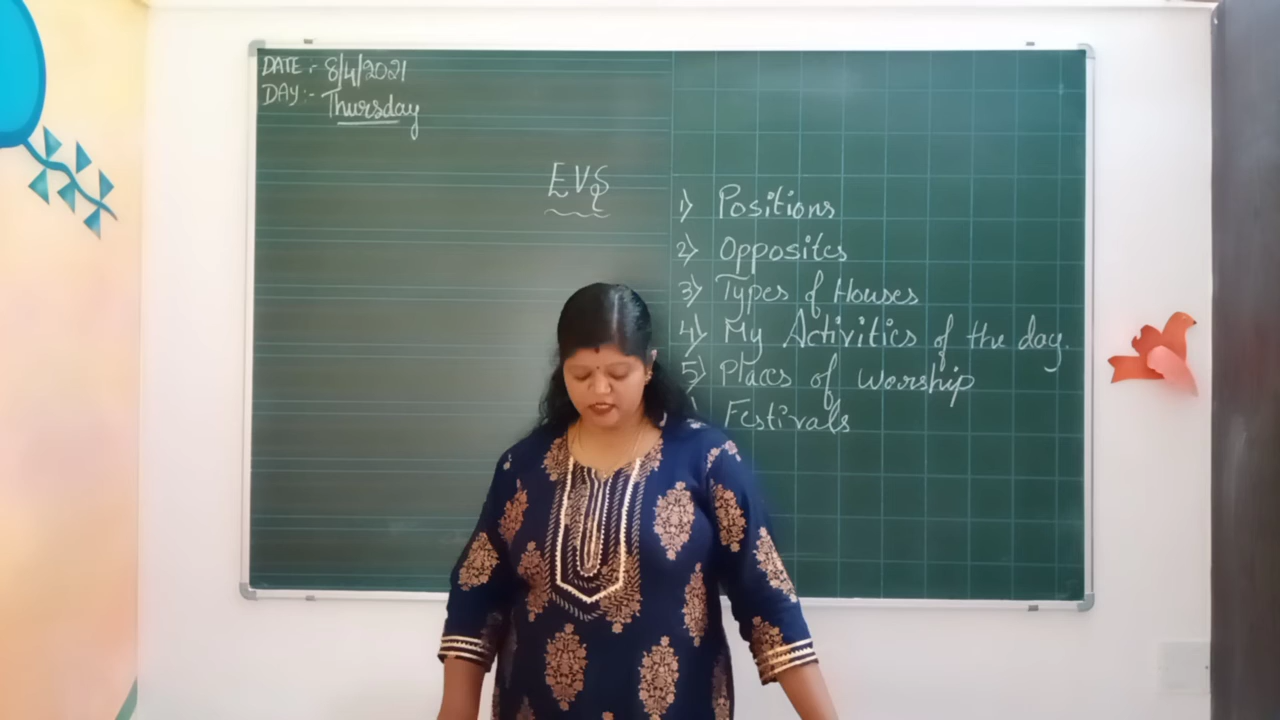 DATE :- 8/4/2021
DAY :- Thursday
EVS
1) Positions
2) Opposites
3) Types of Houses
4) My Activities of the day.
5) Places of worship
) Festivals